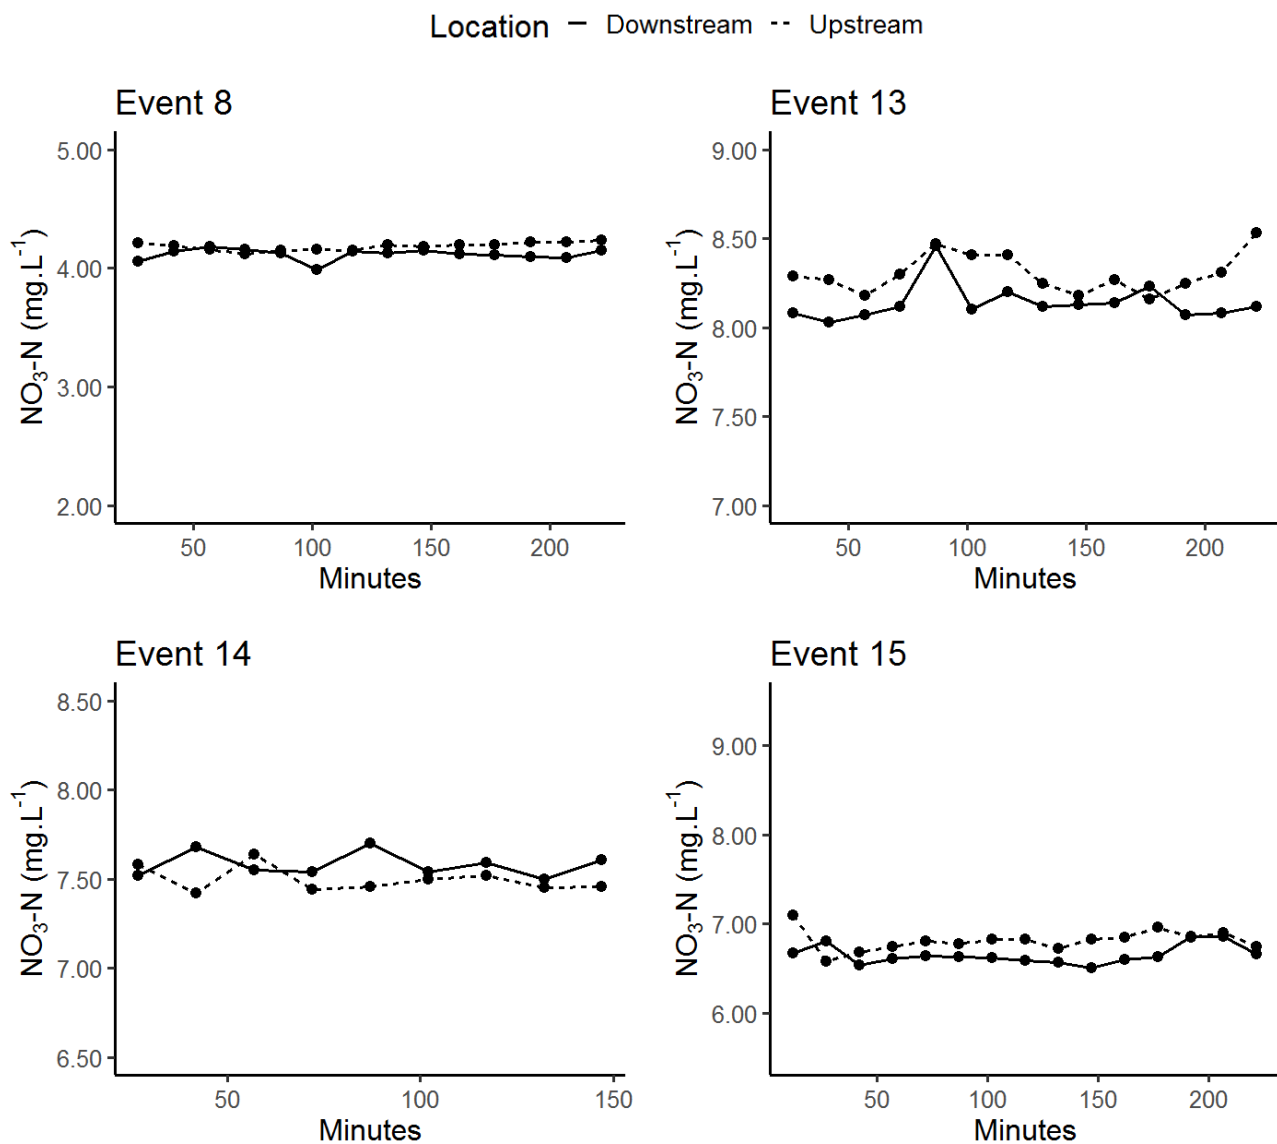 Location Downstream Upstream
Event 8
NO₃-N (mg.L⁻¹)
5.00
4.00
3.00
2.00
50 100 150 200
Minutes
Event 13
NO₃-N (mg.L⁻¹)
9.00
8.50
8.00
7.50
7.00
50 100 150 200
Minutes
Event 14
NO₃-N (mg.L⁻¹)
8.50
8.00
7.50
7.00
6.50
50 100 150
Minutes
Event 15
NO₃-N (mg.L⁻¹)
9.00
8.00
7.00
6.00
50 100 150 200
Minutes